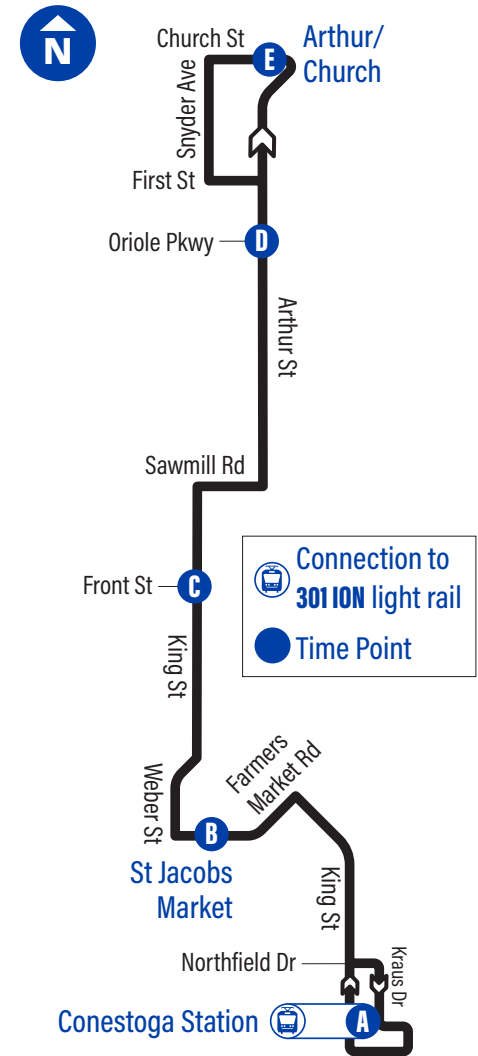 N
Church St
E
Arthur/
Church
Snyder Ave
First St
Oriole Pkwy
D
Arthur St
Sawmill Rd
Connection to
301 ION light rail
Time Point
Front St
C
King St
Farmers
Market Rd
Weber St
B
St Jacobs
Market
King St
Northfield Dr
Kraus Dr
Conestoga Station
A